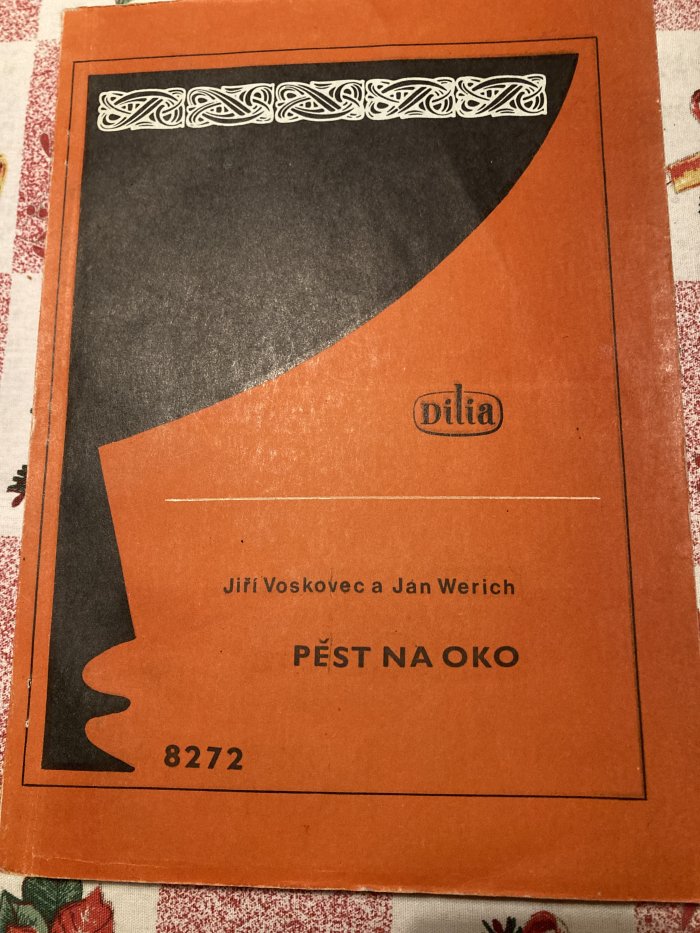 Dilia
Jiří Voskovec a Jan Werich
PĚST NA OKO
8272